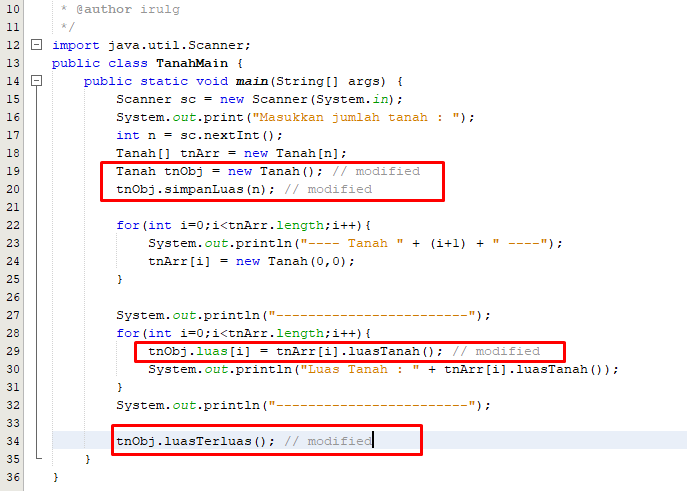 10 * @author irulg
11 */
12 import java.util.Scanner;
13 public class TanahMain {
14 public static void main(String[] args) {
15 Scanner sc = new Scanner(System.in);
16 System.out.print("Masukkan jumlah tanah : ");
17 int n = sc.nextInt();
18 Tanah[] tnArr = new Tanah[n];
19 Tanah tnObj = new Tanah(); // modified
20 tnObj.simpanLuas(n); // modified
21
22 for(int i=0;i<tnArr.length;i++){
23 System.out.println("---- Tanah " + (i+1) + " ----");
24 tnArr[i] = new Tanah(0,0);
25 }
26
27 System.out.println("------------------------");
28 for(int i=0;i<tnArr.length;i++){
29 tnObj.luas[i] = tnArr[i].luasTanah(); // modified
30 System.out.println("Luas Tanah : " + tnArr[i].luasTanah());
31 }
32 System.out.println("------------------------");
33
34 tnObj.luasTerluas(); // modified
35 }
36 }